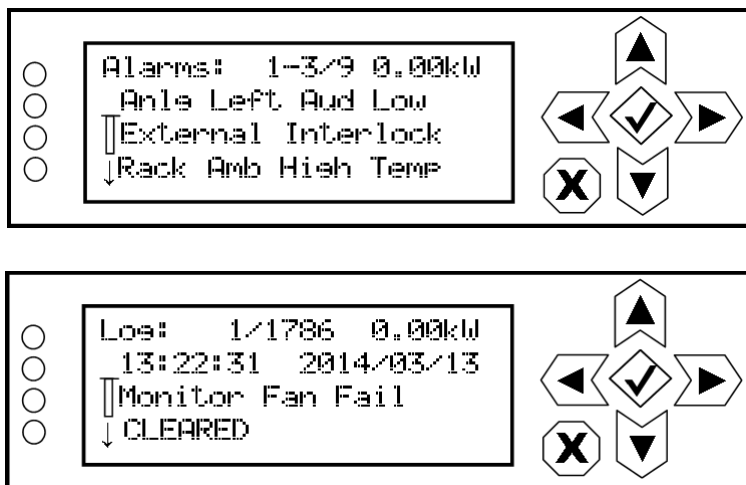 Alarms: 1-3/9 0.00kW
Anlg Left Aud Low
External Interlock
↓Rack Amb High Temp
X
Log: 1/1786 0.00kW
13:22:31 2014/03/13
Monitor Fan Fail
↓ CLEARED
X